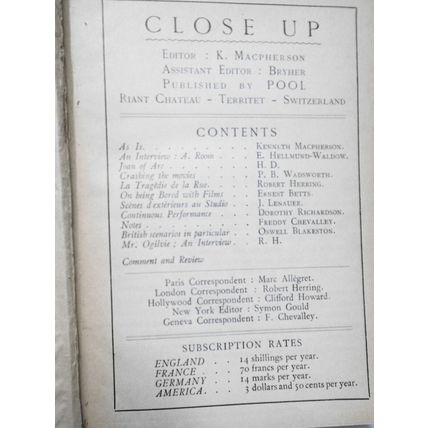 CLOSE UP
EDITOR : K. MACPHERSON
ASSISTANT EDITOR : BRYHER
PUBLISHED BY POOL
RIANT CHATEAU - TERRITET - SWITZERLAND
CONTENTS
As Is. . . . . . . . . . KENNETH MACPHERSON.
An Interview : A. Room . . . E. HELLMUND-WALDOW.
Joan of Arc . . . . . . . H. D.
Crashing the movies . . . . . P. B. WADSWORTH.
La Tragédie de la Rue. . . . ROBERT HERRING.
On being Bored with Films . . ERNEST BETTS.
Scènes d'extérieurs au Studio . . J. LENAUER.
Continuous Performance . . . DOROTHY RICHARDSON.
Notes . . . . . . . . . FREDDY CHEVALLEY.
British scenarios in particular . . OSWELL BLAKESTON.
Mr. Ogilvie ; An Interview . . R. H.
Comment and Review
Paris Correspondent : Marc Allégret.
London Correspondent : Robert Herring.
Hollywood Correspondent : Clifford Howard.
New York Editor : Symon Gould
Geneva Correspondent : F. Chevalley.
SUBSCRIPTION RATES
ENGLAND . . 14 shillings per year.
FRANCE . . . 70 francs per year.
GERMANY . . 14 marks per year.
AMERICA. . . 3 dollars and 50 cents per year.